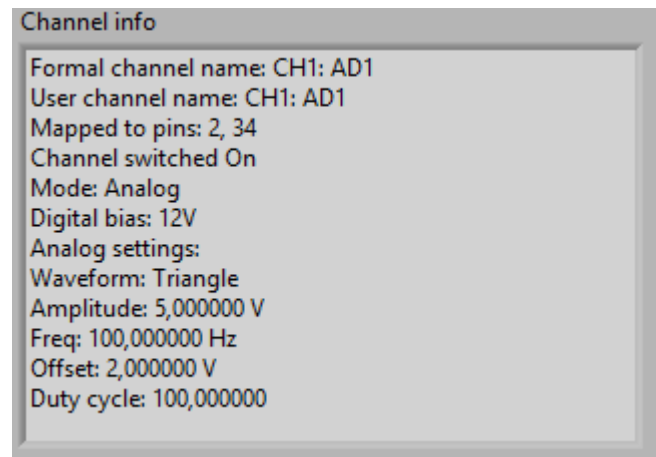 Channel info
Formal channel name: CH1: AD1
User channel name: CH1: AD1
Mapped to pins: 2, 34
Channel switched On
Mode: Analog
Digital bias: 12V
Analog settings:
Waveform: Triangle
Amplitude: 5,000000 V
Freq: 100,000000 Hz
Offset: 2,000000 V
Duty cycle: 100,000000